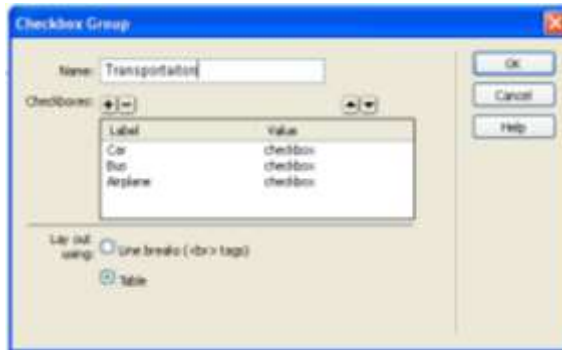 Checkbox Group
Name: Transportaiton
OK
Cancel
Help
Checkboxes:
Label Value
Car checkbox
Bus checkbox
Airplane checkbox
Lay out using:
Line breaks (<br> tags)
Table